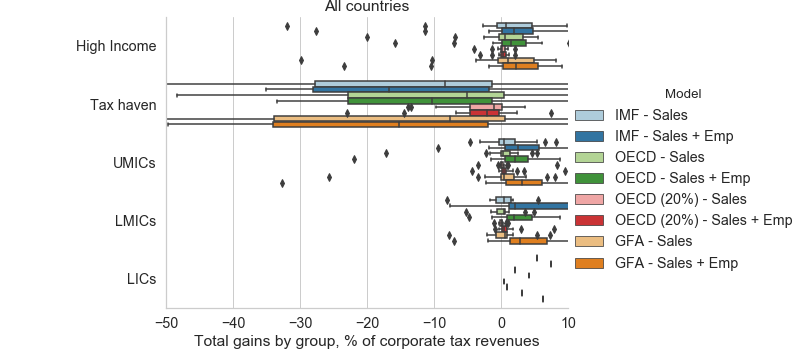 All countries
High Income
Tax haven
UMICs
LMICs
LICs
−50 −40 −30 −20 −10 0 10
Total gains by group, % of corporate tax revenues
Model
IMF - Sales
IMF - Sales + Emp
OECD - Sales
OECD - Sales + Emp
OECD (20%) - Sales
OECD (20%) - Sales + Emp
GFA - Sales
GFA - Sales + Emp